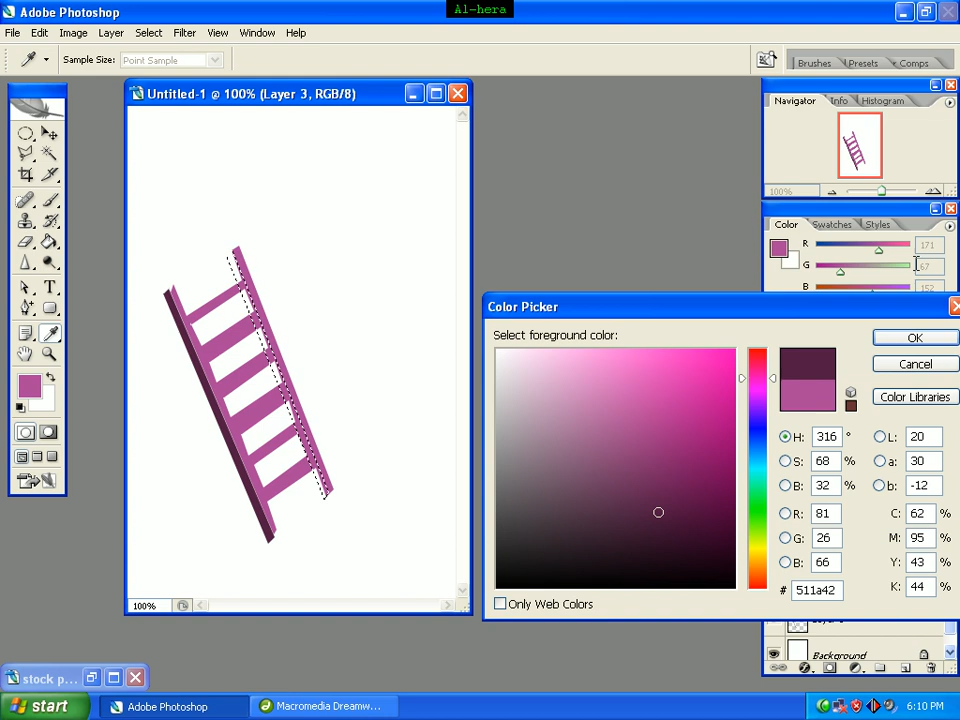 Al-hera
Adobe Photoshop
File Edit Image Layer Select Filter View Window Help
Sample Size: Point Sample
Brushes Presets Comps
Untitled-1 @ 100% (Layer 3, RGB/8)
Navigator Info Histogram
100%
Color Swatches Styles
R 171
G 67
B 152
Color Picker
Select foreground color:
OK
Cancel
Color Libraries
H: 316 °
L: 20
S: 68 %
a: 30
B: 32 %
b: -12
R: 81
C: 62 %
G: 26
M: 95 %
B: 66
Y: 43 %
# 511a42
K: 44 %
Only Web Colors
100%
Background
stock p...
start
Adobe Photoshop
Macromedia Dreamw...
6:10 PM